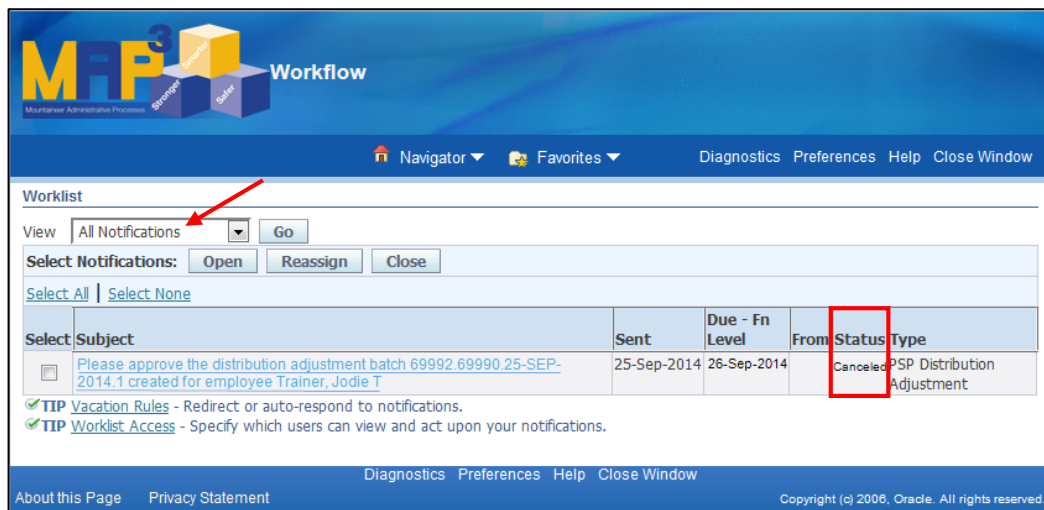 MAP3
Mountaineer Administrative Processes
Stronger
Smarter
Safer
Workflow
Navigator Favorites Diagnostics Preferences Help Close Window
Worklist
View All Notifications Go
Select Notifications: Open Reassign Close
Select All | Select None
Select Subject Sent Due - Fn Level From Status Type
Please approve the distribution adjustment batch 69992.69990.25-SEP- 25-Sep-2014 26-Sep-2014 Canceled PSP Distribution
2014.1 created for employee Trainer, Jodie T Adjustment
TIP Vacation Rules - Redirect or auto-respond to notifications.
TIP Worklist Access - Specify which users can view and act upon your notifications.
Diagnostics Preferences Help Close Window
About this Page Privacy Statement Copyright (c) 2006, Oracle. All rights reserved.